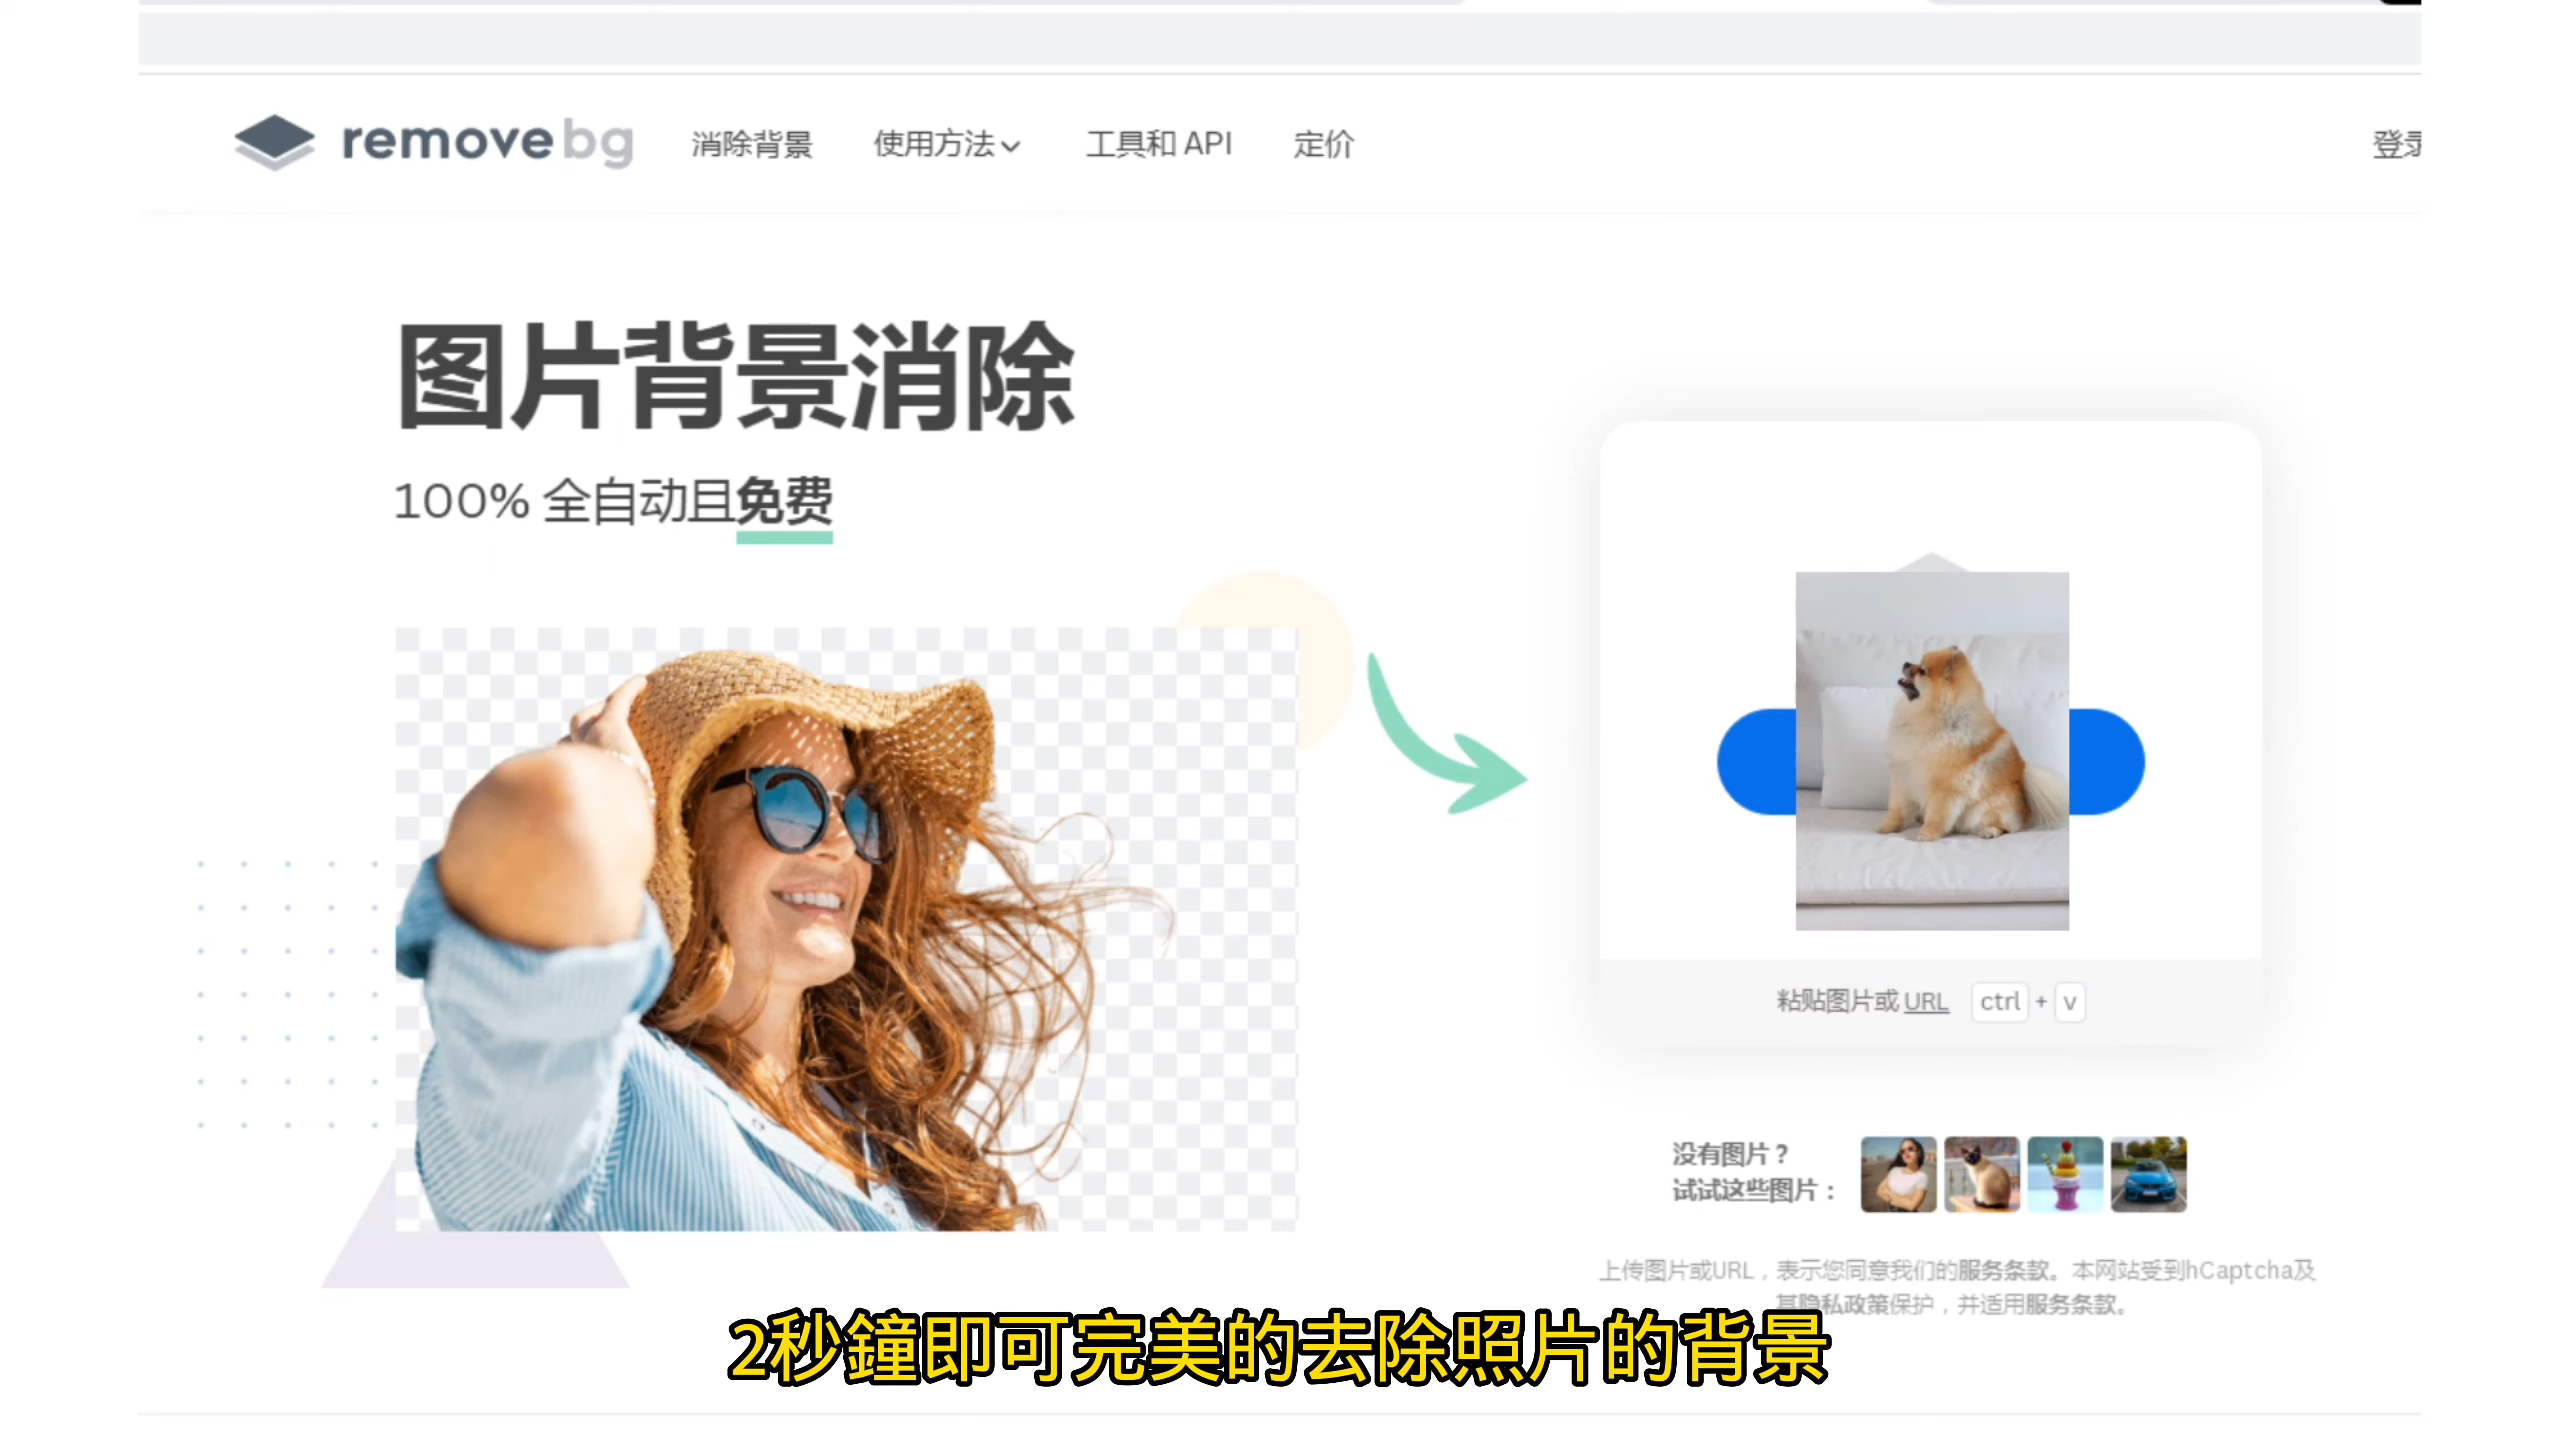 remove bg 消除背景 使用方法 工具和 API 定价 登录
图片背景消除
100% 全自动且免费
粘贴图片或 URL ctrl + v
没有图片？
试试这些图片：
上传图片或URL，表示您同意我们的服务条款。本网站受到hCaptcha及
其隐私政策保护，并适用服务条款。
2秒鐘即可完美的去除照片的背景